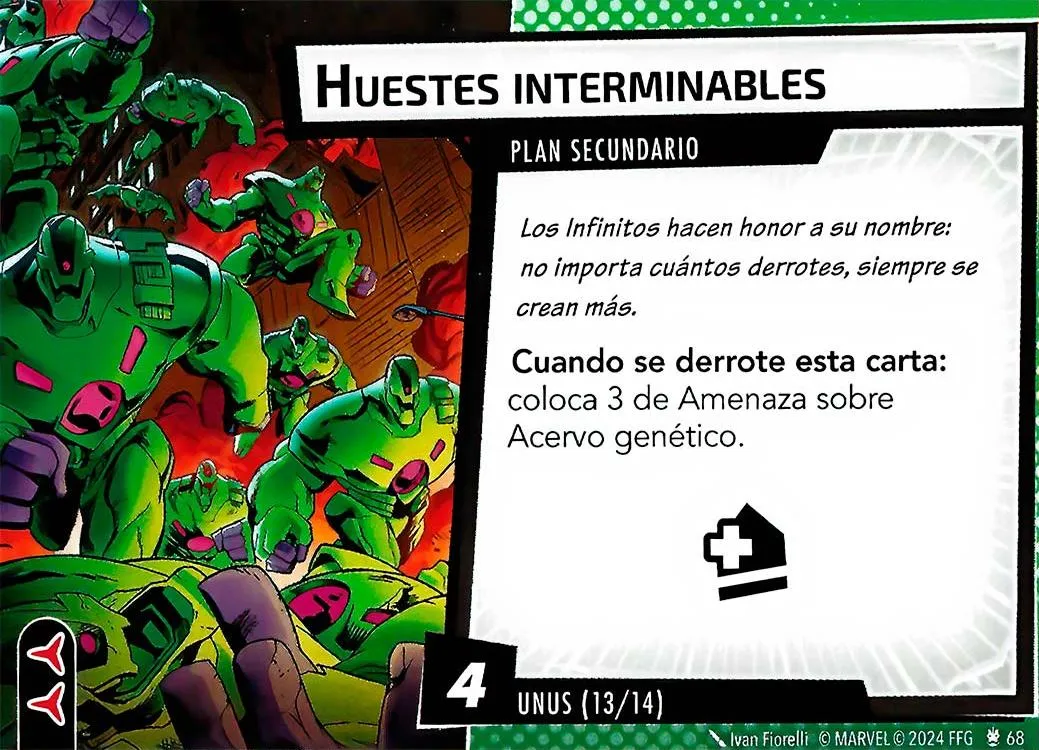 HUESTES INTERMINABLES
PLAN SECUNDARIO
Los Infinitos hacen honor a su nombre:
no importa cuántos derrotes, siempre se
crean más.
Cuando se derrote esta carta:
coloca 3 de Amenaza sobre
Acervo genético.
4
UNUS (13/14)
Ivan Fiorelli © MARVEL © 2024 FFG 68